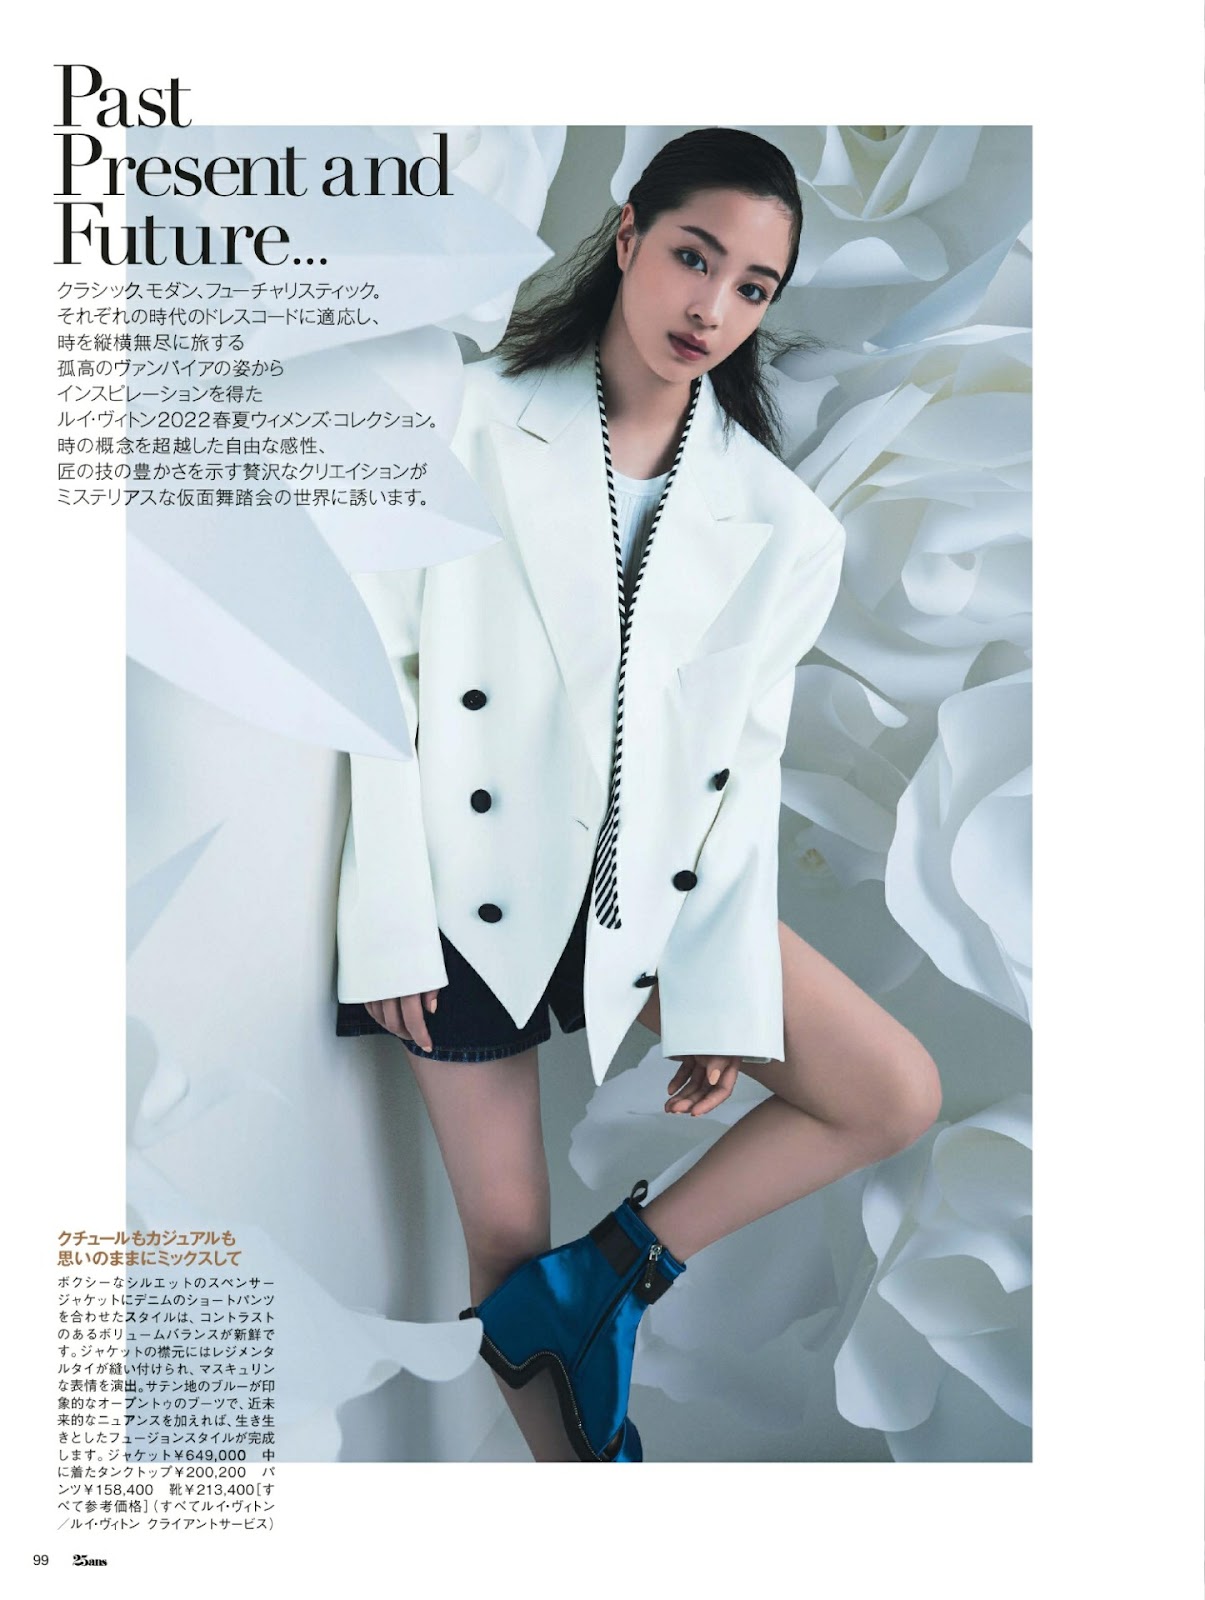 Past
Present and
Future...
クラシック、モダン、フューチャリスティック。
それぞれの時代のドレスコードに適応し、
時を縦横無尽に旅する
孤高のヴァンパイアの姿から
インスピレーションを得た
ルイ・ヴィトン2022春夏ウィメンズ・コレクション。
時の概念を超越した自由な感性、
匠の技の豊かさを示す贅沢なクリエイションが
ミステリアスな仮面舞踏会の世界に誘います。
クチュールもカジュアルも
思いのままにミックスして
ボクシーなシルエットのスペンサー
ジャケットにデニムのショートパンツ
を合わせたスタイルは、コントラスト
のあるボリュームバランスが新鮮で
す。ジャケットの襟元にはレジメンタ
ルタイが縫い付けられ、マスキュリン
な表情を演出。サテン地のブルーが印
象的なオープントゥのブーツで、近未
来的なニュアンスを加えれば、生き生
きとしたフュージョンスタイルが完成
します。ジャケット¥649,000　中
に着たタンクトップ¥200,200　パ
ンツ¥158,400　靴¥213,400［す
べて参考価格］（すべてルイ・ヴィトン
／ルイ・ヴィトン クライアントサービス）
99 25ans